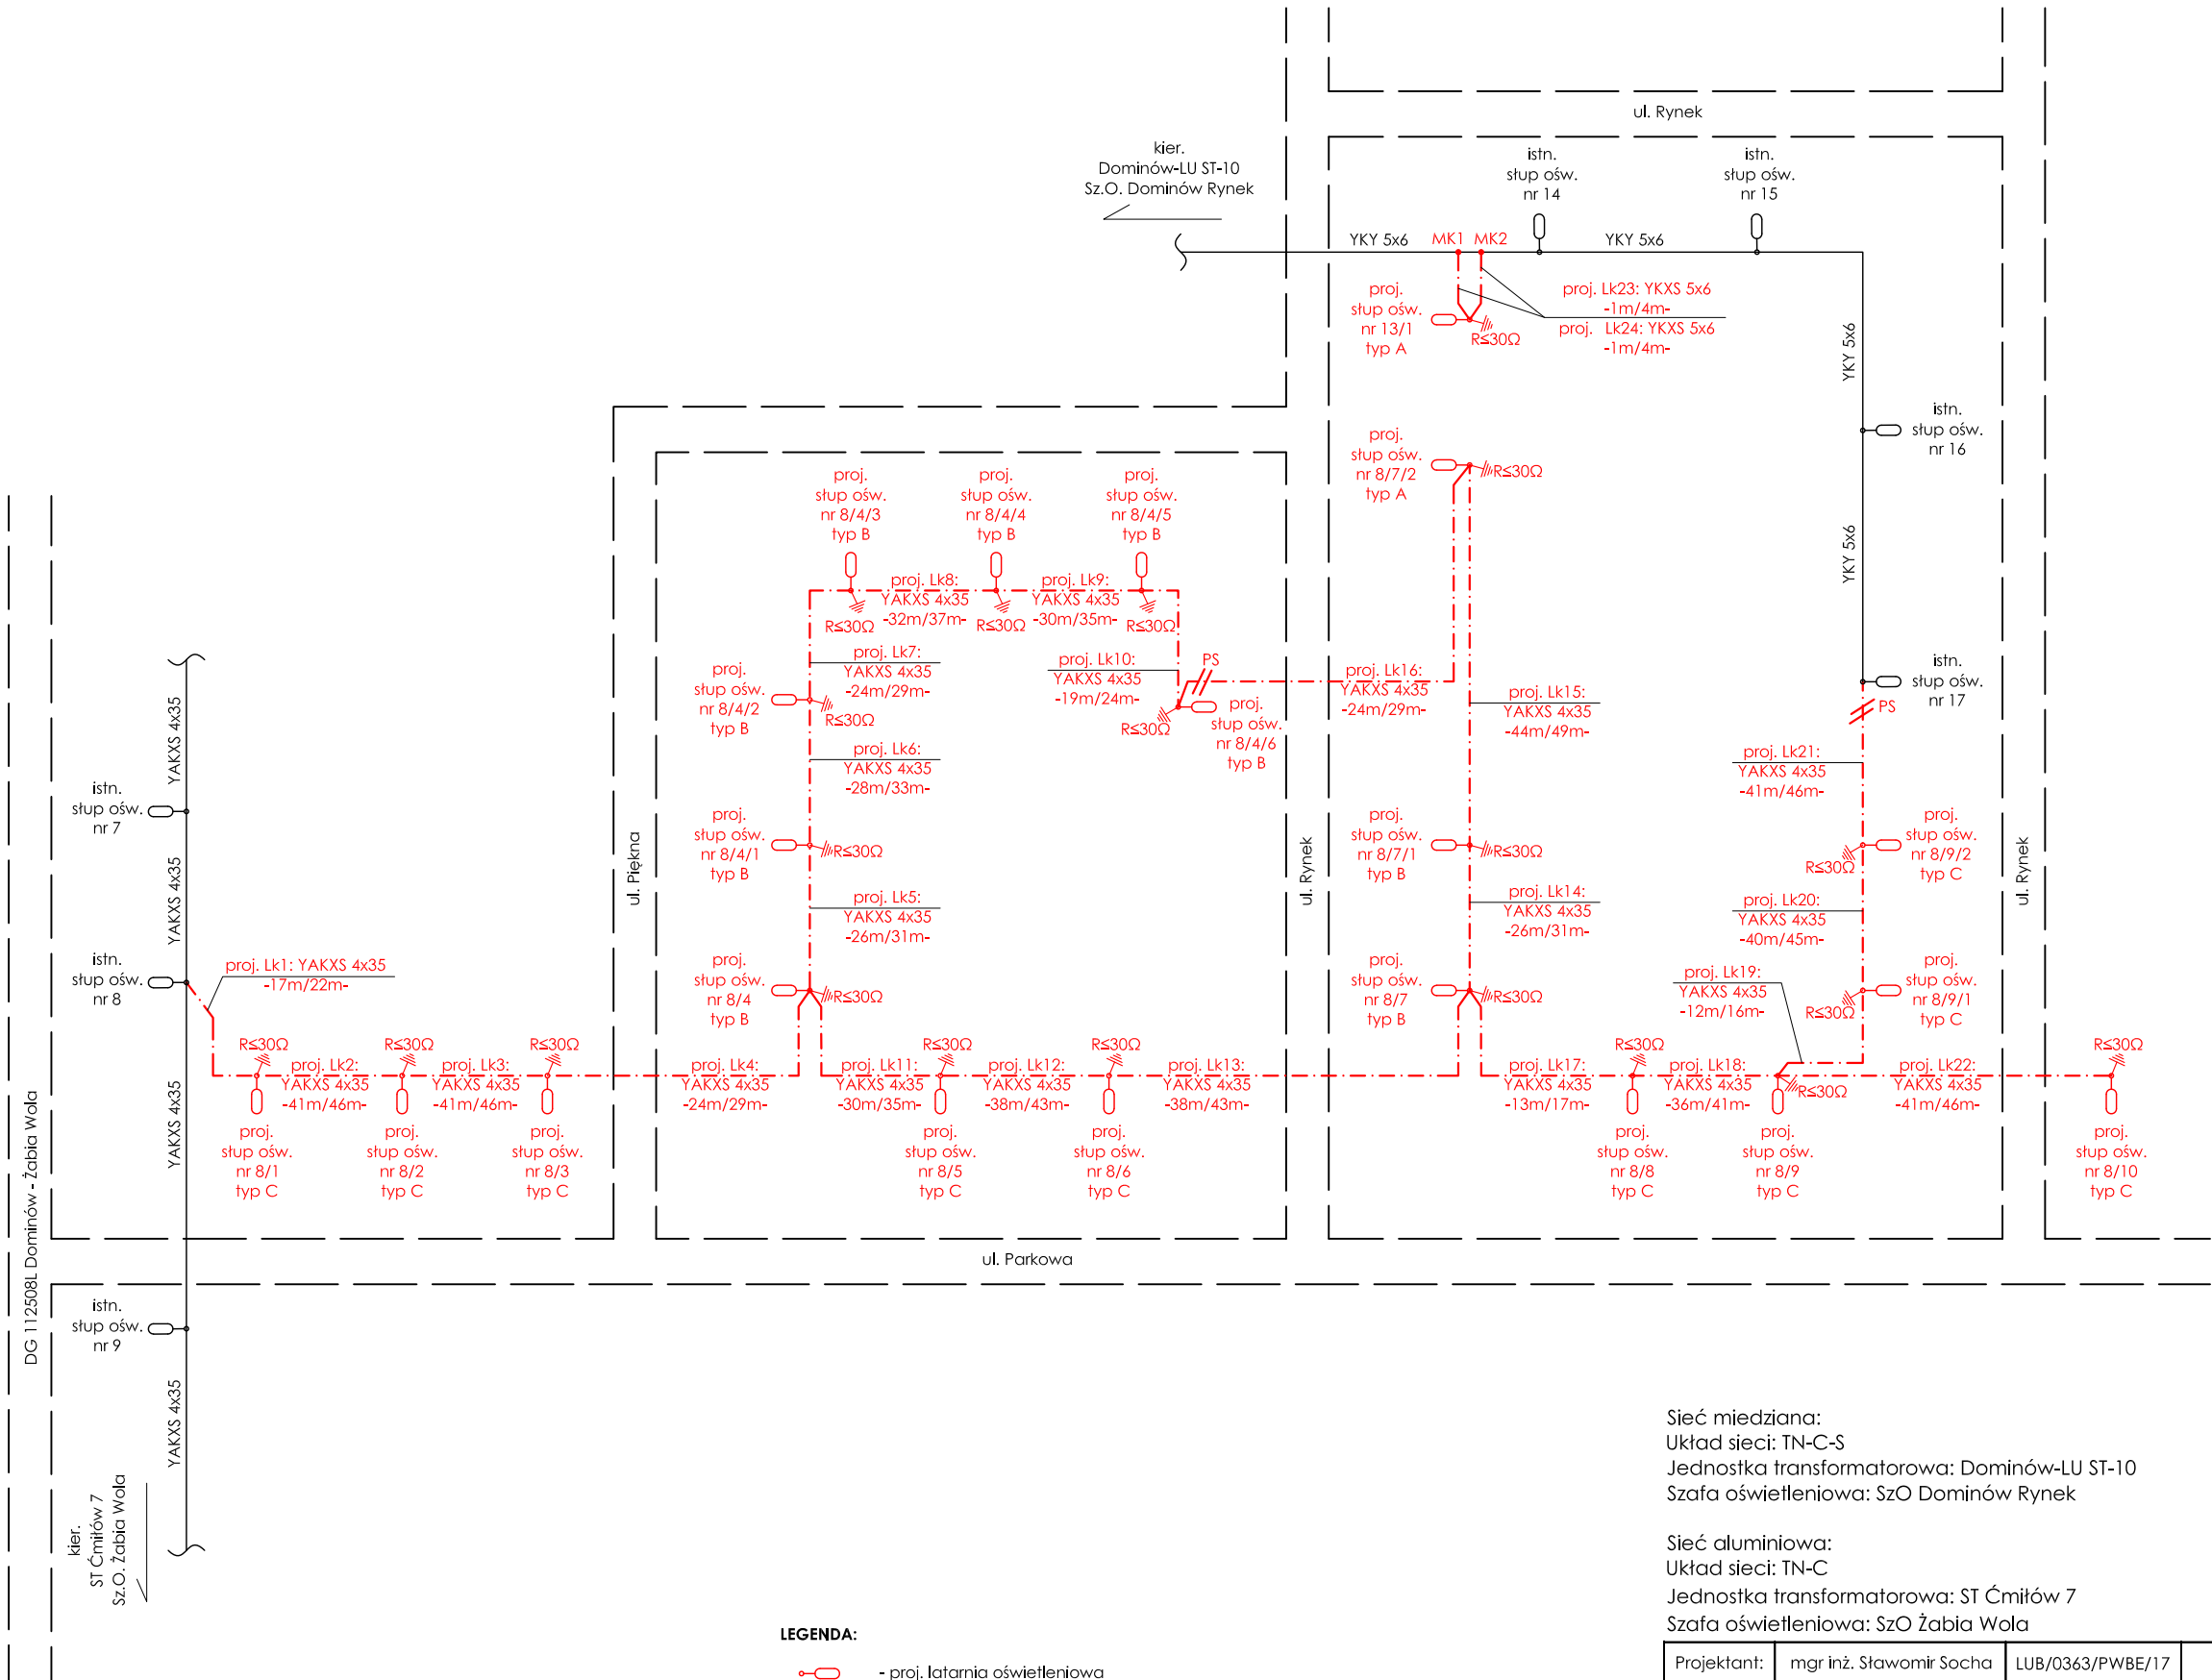 ul. Rynek
kier.
Dominów-LU ST-10
Sz.O. Dominów Rynek
istn.
słup ośw.
nr 14
istn.
słup ośw.
nr 15
YKY 5x6
MK1
MK2
YKY 5x6
proj.
słup ośw.
nr 13/1
typ A
R≤30Ω
proj. Lk23: YKXS 5x6
-1m/4m-
proj. Lk24: YKXS 5x6
-1m/4m-
YKY 5x6
istn.
słup ośw.
nr 16
YKY 5x6
istn.
słup ośw.
nr 17
PS
proj.
słup ośw.
nr 8/7/2
typ A
R≤30Ω
proj.
słup ośw.
nr 8/4/3
typ B
proj.
słup ośw.
nr 8/4/4
typ B
proj.
słup ośw.
nr 8/4/5
typ B
proj. Lk8:
YAKXS 4x35
-32m/37m-
proj. Lk9:
YAKXS 4x35
-30m/35m-
R≤30Ω
R≤30Ω
R≤30Ω
proj. Lk7:
YAKXS 4x35
-24m/29m-
proj. Lk10:
YAKXS 4x35
-19m/24m-
PS
proj. Lk16:
YAKXS 4x35
-24m/29m-
proj.
słup ośw.
nr 8/4/2
typ B
R≤30Ω
R≤30Ω
proj.
słup ośw.
nr 8/4/6
typ B
proj. Lk15:
YAKXS 4x35
-44m/49m-
proj. Lk6:
YAKXS 4x35
-28m/33m-
proj. Lk21:
YAKXS 4x35
-41m/46m-
YAKXS 4x35
istn.
słup ośw.
nr 7
YAKXS 4x35
ul. Piękna
proj.
słup ośw.
nr 8/4/1
typ B
R≤30Ω
ul. Rynek
proj.
słup ośw.
nr 8/7/1
typ B
R≤30Ω
proj.
słup ośw.
nr 8/9/2
typ C
R≤30Ω
ul. Rynek
proj. Lk5:
YAKXS 4x35
-26m/31m-
proj. Lk14:
YAKXS 4x35
-26m/31m-
proj. Lk20:
YAKXS 4x35
-40m/45m-
istn.
słup ośw.
nr 8
proj. Lk1: YAKXS 4x35
-17m/22m-
proj.
słup ośw.
nr 8/4
typ B
R≤30Ω
proj.
słup ośw.
nr 8/7
typ B
R≤30Ω
proj. Lk19:
YAKXS 4x35
-12m/16m-
proj.
słup ośw.
nr 8/9/1
typ C
R≤30Ω
YAKXS 4x35
R≤30Ω
proj. Lk2:
YAKXS 4x35
-41m/46m-
R≤30Ω
proj. Lk3:
YAKXS 4x35
-41m/46m-
R≤30Ω
proj. Lk4:
YAKXS 4x35
-24m/29m-
proj. Lk11:
YAKXS 4x35
-30m/35m-
R≤30Ω
proj. Lk12:
YAKXS 4x35
-38m/43m-
R≤30Ω
proj. Lk13:
YAKXS 4x35
-38m/43m-
proj. Lk17:
YAKXS 4x35
-13m/17m-
R≤30Ω
proj. Lk18:
YAKXS 4x35
-36m/41m-
R≤30Ω
proj. Lk22:
YAKXS 4x35
-41m/46m-
R≤30Ω
proj.
słup ośw.
nr 8/1
typ C
proj.
słup ośw.
nr 8/2
typ C
proj.
słup ośw.
nr 8/3
typ C
proj.
słup ośw.
nr 8/5
typ C
proj.
słup ośw.
nr 8/6
typ C
proj.
słup ośw.
nr 8/8
typ C
proj.
słup ośw.
nr 8/9
typ C
proj.
słup ośw.
nr 8/10
typ C
ul. Parkowa
DG 112508L Dominów - Żabia Wola
istn.
słup ośw.
nr 9
YAKXS 4x35
kier.
ST Ćmiłów 7
Sz.O. Żabia Wola
Sieć miedziana:
Układ sieci: TN-C-S
Jednostka transformatorowa: Dominów-LU ST-10
Szafa oświetleniowa: SzO Dominów Rynek
Sieć aluminiowa:
Układ sieci: TN-C
Jednostka transformatorowa: ST Ćmiłów 7
Szafa oświetleniowa: SzO Żabia Wola
LEGENDA:
- proj. latarnia oświetleniowa
Projektant: mgr inż. Sławomir Socha LUB/0363/PWBE/17